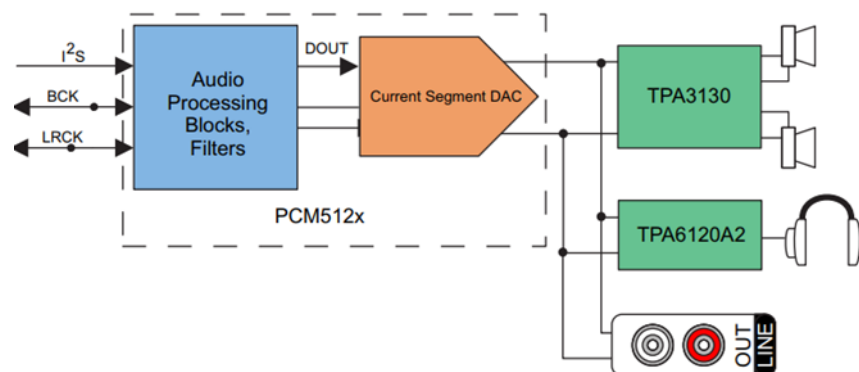 I²S
BCK
LRCK
Audio
Processing
Blocks,
Filters
DOUT
Current Segment DAC
PCM512x
TPA3130
TPA6120A2
OUT
LINE